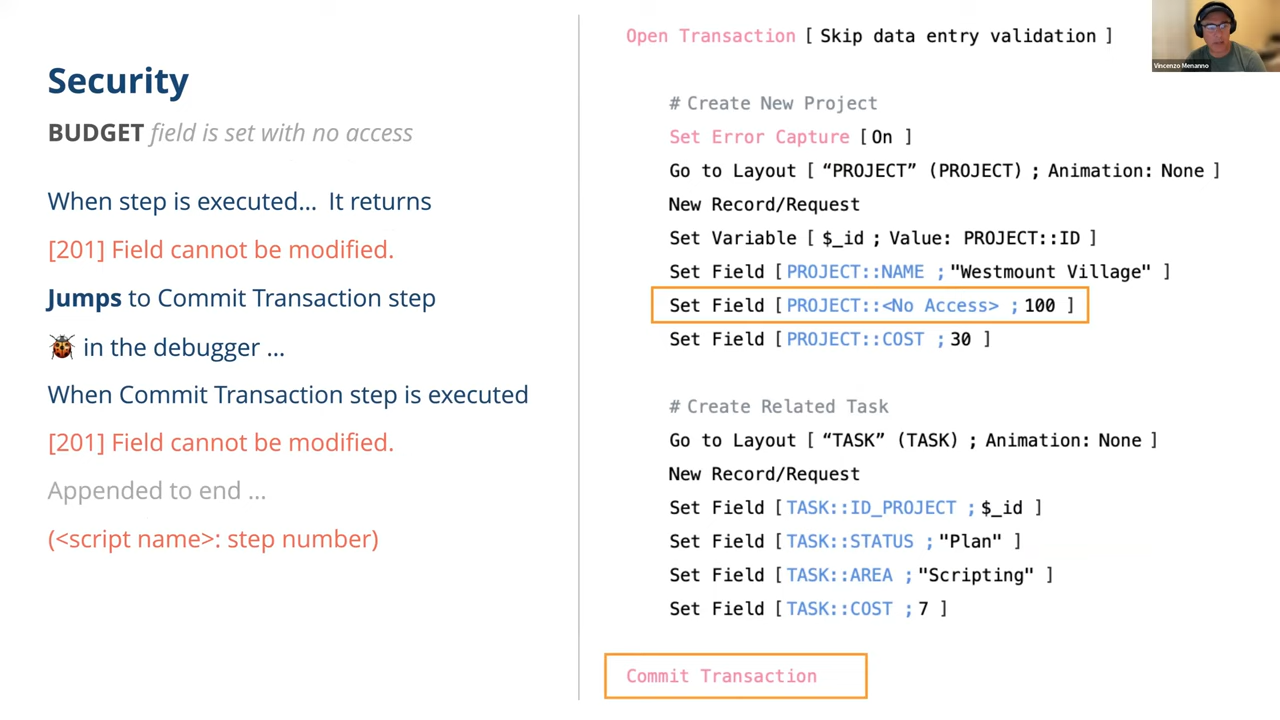 Security
BUDGET field is set with no access
When step is executed... It returns
[201] Field cannot be modified.
Jumps to Commit Transaction step
in the debugger ...
When Commit Transaction step is executed
[201] Field cannot be modified.
Appended to end ...
(<script name>: step number)
Open Transaction [ Skip data entry validation ]
# Create New Project
Set Error Capture [ On ]
Go to Layout [ “PROJECT” (PROJECT) ; Animation: None ]
New Record/Request
Set Variable [ $_id ; Value: PROJECT::ID ]
Set Field [ PROJECT::NAME ; "Westmount Village" ]
Set Field [ PROJECT::<No Access> ; 100 ]
Set Field [ PROJECT::COST ; 30 ]
# Create Related Task
Go to Layout [ “TASK” (TASK) ; Animation: None ]
New Record/Request
Set Field [ TASK::ID_PROJECT ; $_id ]
Set Field [ TASK::STATUS ; "Plan" ]
Set Field [ TASK::AREA ; "Scripting" ]
Set Field [ TASK::COST ; 7 ]
Commit Transaction
Vincenzo Menanno